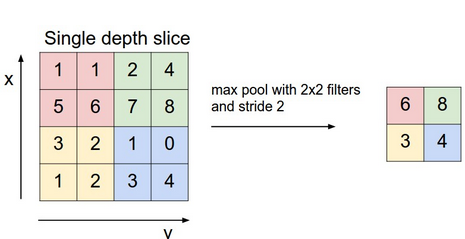 Single depth slice
x
1 1 2 4
5 6 7 8
3 2 1 0
1 2 3 4
y
max pool with 2x2 filters
and stride 2
6 8
3 4